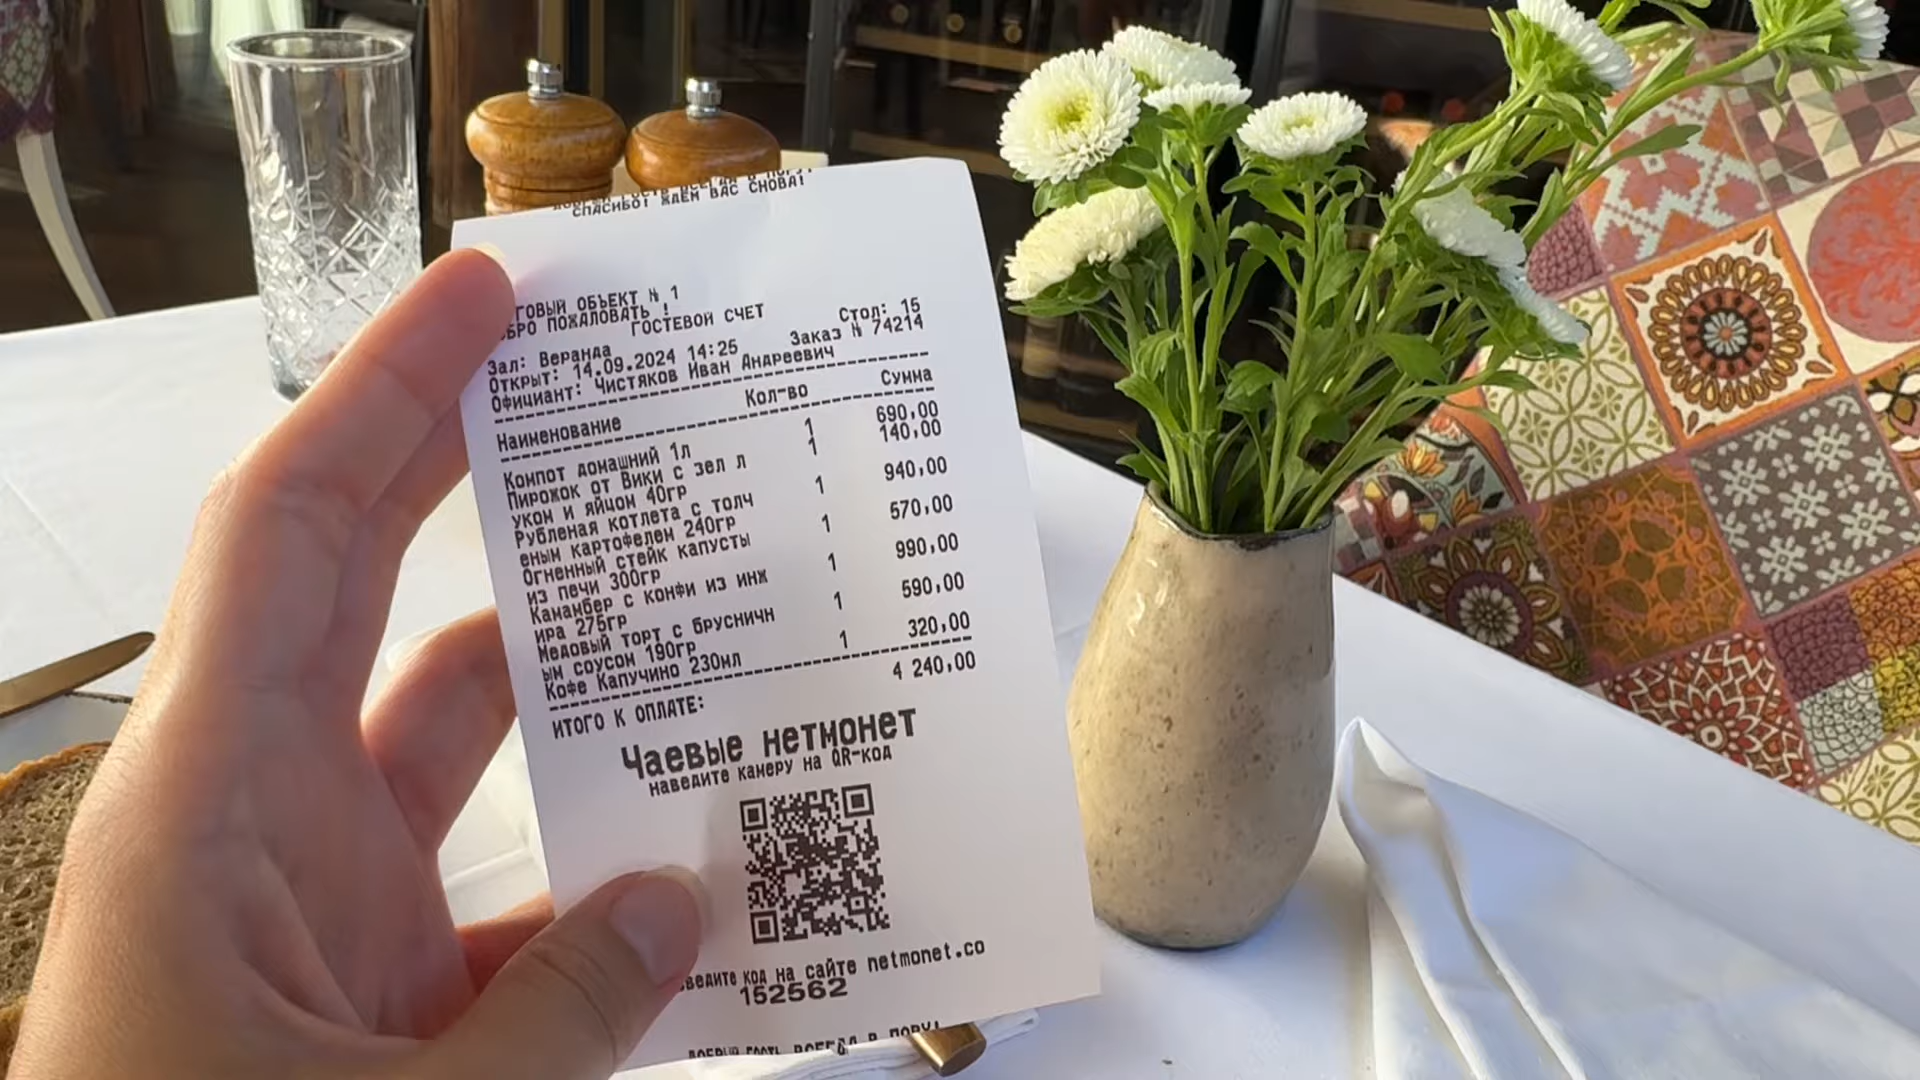 СПАСИБО! ЖДЕМ ВАС СНОВА!
ГОВЫЙ ОБЪЕКТ № 1
БРО ПОЖАЛОВАТЬ !
ГОСТЕВОЙ СЧЕТ
Зал: Веранда Стол: 15
Открыт: 14.09.2024 14:25 Заказ № 74214
Официант: Чистяков Иван Андреевич
Наименование Кол-во Сумма
Компот домашний 1л 1 690,00
Пирожок от Вики с зел л 1 140,00
уком и яйцом 40гр
Рубленая котлета с толч 1 940,00
еным картофелем 240гр
Огненный стейк капусты 1 570,00
из печи 300гр
Камамбер с конфи из инж 1 990,00
ира 275гр
Медовый торт с брусничн 1 590,00
ым соусом 190гр
Кофе Капучино 230мл 1 320,00
ИТОГО К ОПЛАТЕ: 4 240,00
Чаевые нетмонет
наведите камеру на QR-код
ведите код на сайте netmonet.co
152562
ДОБРЫЙ ГОСТЬ ВСЕГДА В ПОРУ!